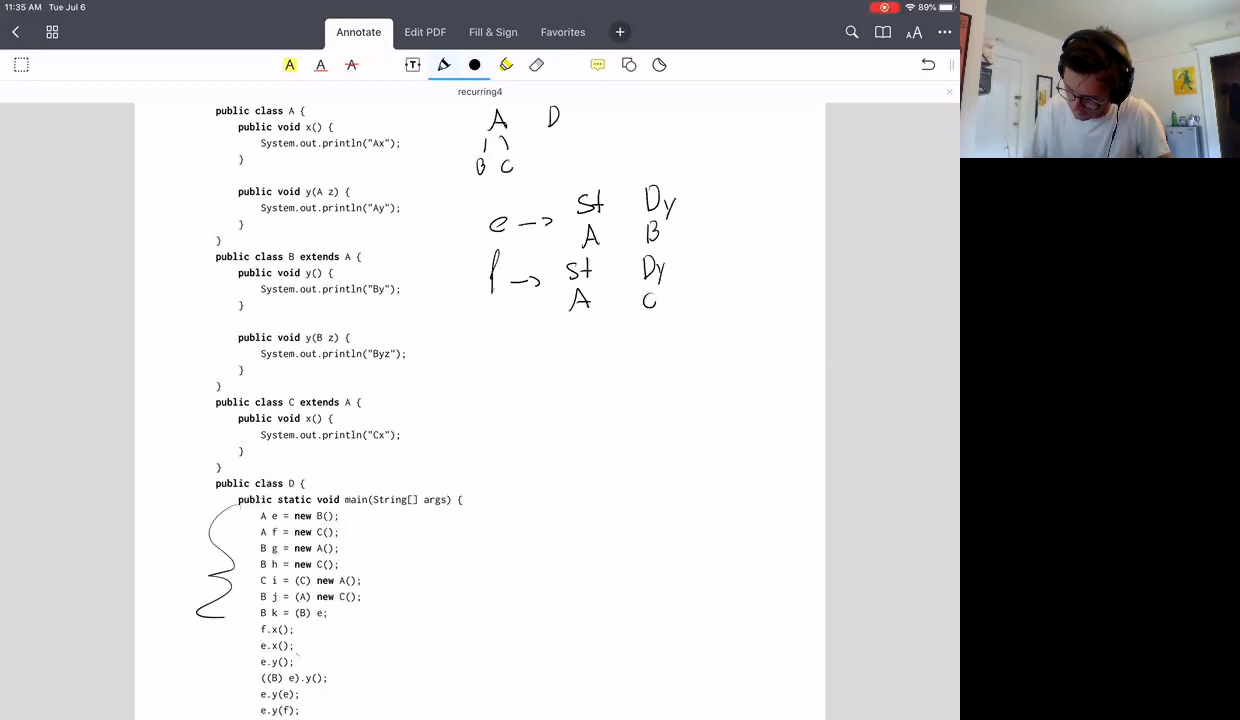 11:35 AM Tue Jul 6
89%
Annotate Edit PDF Fill & Sign Favorites
recurring4
public class A {
public void x() {
System.out.println("Ax");
}
public void y(A z) {
System.out.println("Ay");
}
}
public class B extends A {
public void y() {
System.out.println("By");
}
public void y(B z) {
System.out.println("Byz");
}
}
public class C extends A {
public void x() {
System.out.println("Cx");
}
}
public class D {
public static void main(String[] args) {
A e = new B();
A f = new C();
B g = new A();
B h = new C();
C i = (C) new A();
B j = (A) new C();
B k = (B) e;
f.x();
e.x();
e.y();
((B) e).y();
e.y(e);
e.y(f);
A D
B C
St Dy
e -> A B
St Dy
f -> A C